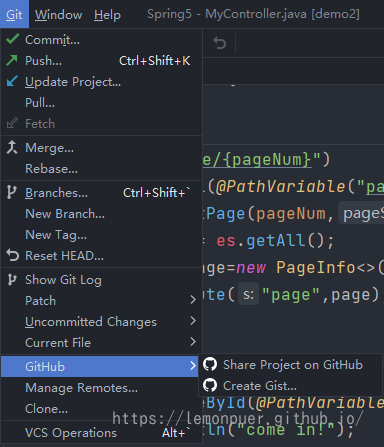 Git Window Spring5 - MyController.java [demo2]
Commit...
Push... Ctrl+Shift+K
Update Project...
Pull...
Fetch
Merge...
Rebase...
Branches... Ctrl+Shift+`
New Branch...
New Tag...
Reset HEAD...
Show Git Log
Patch
Uncommitted Changes
Current File
GitHub
Manage Remotes...
Clone...
VCS Operations Alt+`
Share Project on GitHub
Create Gist...
e/{pageNum}")
(@PathVariable("pa
tPage(pageNum, pageS
= es.getAll();
age=new PageInfo<>(
ute( s: "page",page)
eById(@PathVariable(
ln("come in!");
https://lemonpuer.github.io/